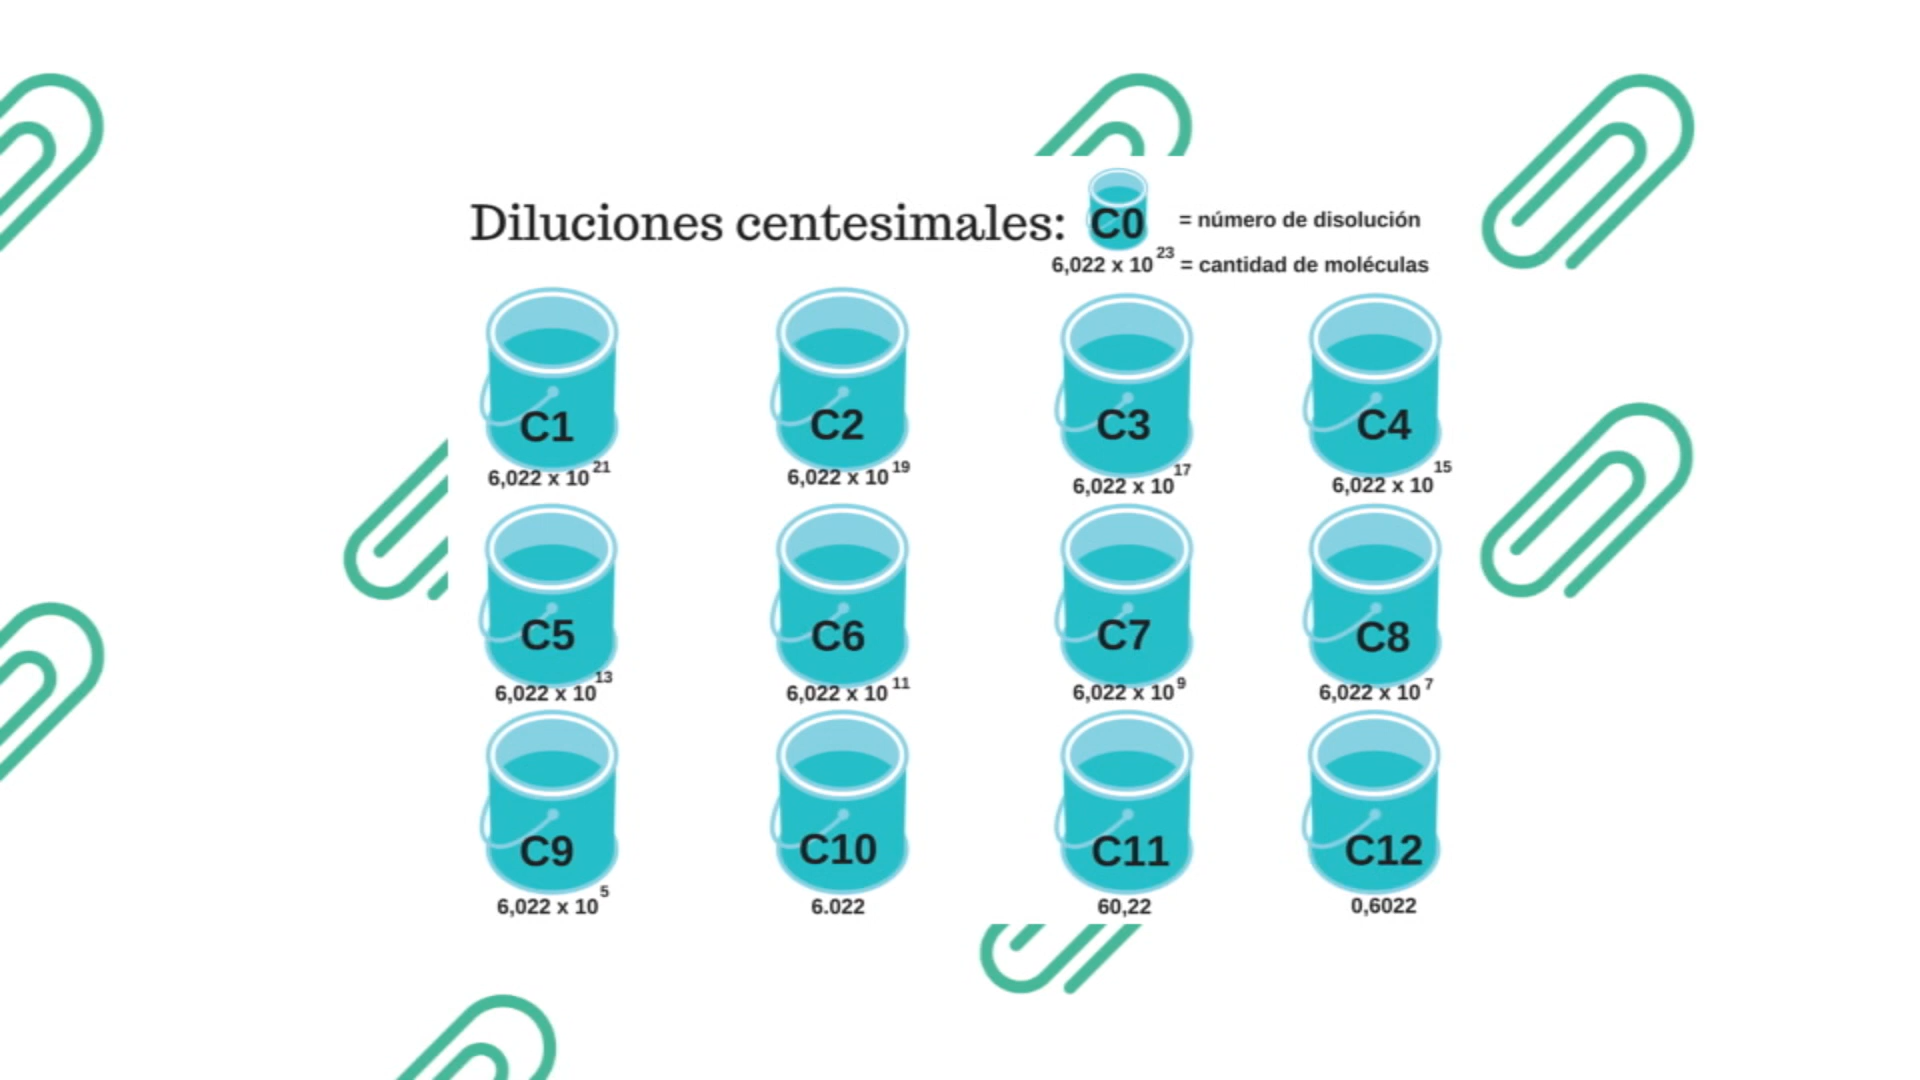 Diluciones centesimales: C0 = número de disolución
6,022 x 10 23 = cantidad de moléculas
C1 C2 C3 C4
6,022 x 10 21 6,022 x 10 19 6,022 x 10 17 6,022 x 10 15
C5 C6 C7 C8
6,022 x 10 13 6,022 x 10 11 6,022 x 10 9 6,022 x 10 7
C9 C10 C11 C12
6,022 x 10 5 6.022 60,22 0,6022